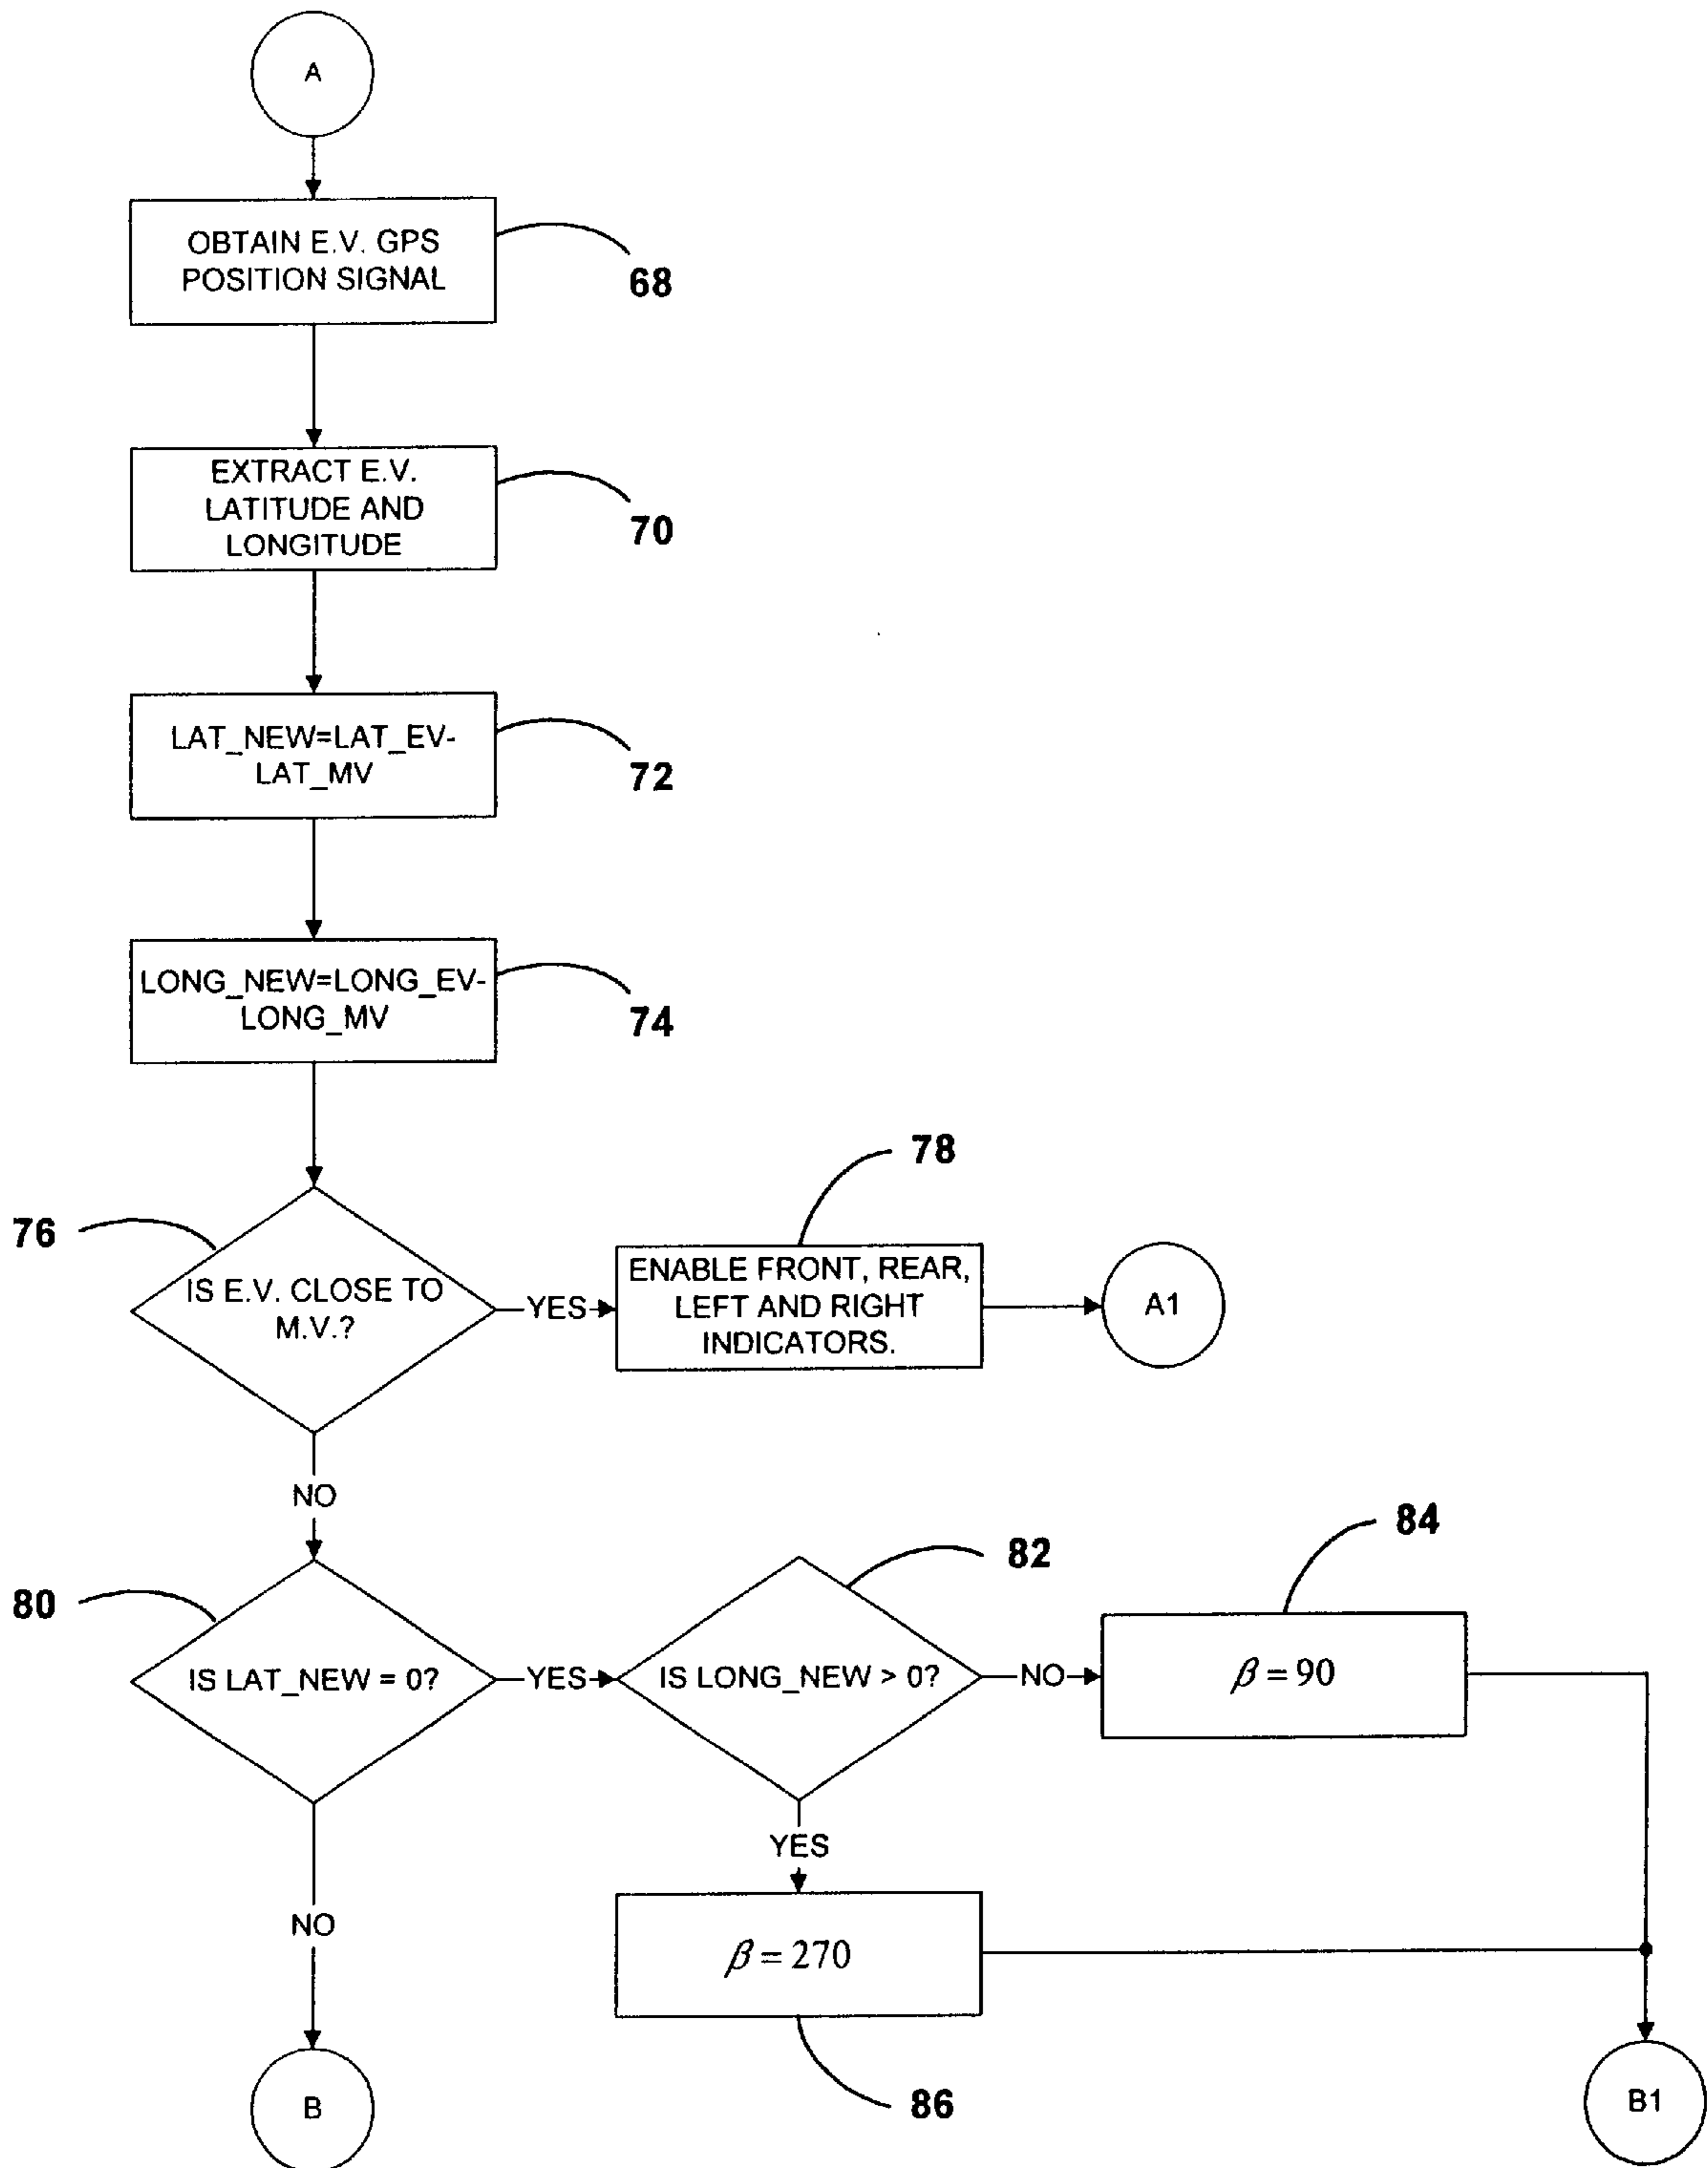 A
OBTAIN E.V. GPS
POSITION SIGNAL
68
EXTRACT E.V.
LATITUDE AND
LONGITUDE
70
LAT_NEW=LAT_EV-
LAT_MV
72
LONG_NEW=LONG_EV-
LONG_MV
74
76
IS E.V. CLOSE TO
M.V.?
YES
78
ENABLE FRONT, REAR,
LEFT AND RIGHT
INDICATORS.
A1
NO
80
IS LAT_NEW = 0?
YES
82
IS LONG_NEW > 0?
NO
84
β = 90
YES
β = 270
86
NO
B
B1